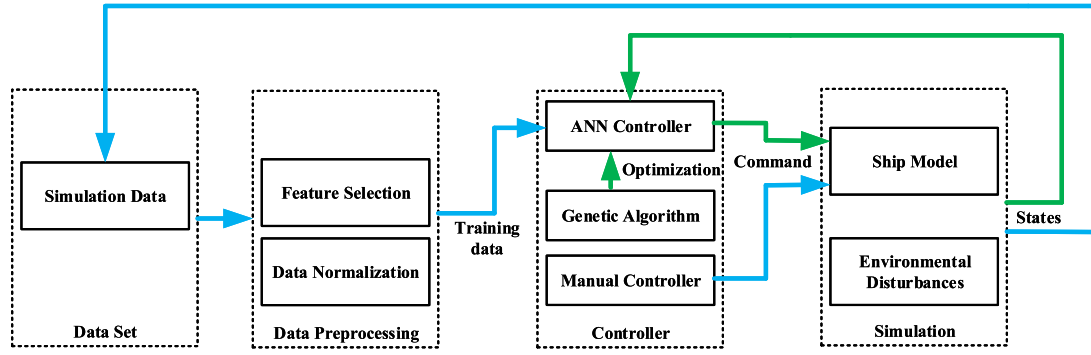 Simulation Data
Data Set
Feature Selection
Data Normalization
Data Preprocessing
Training
data
ANN Controller
Optimization
Genetic Algorithm
Manual Controller
Controller
Command
Ship Model
Environmental
Disturbances
Simulation
States